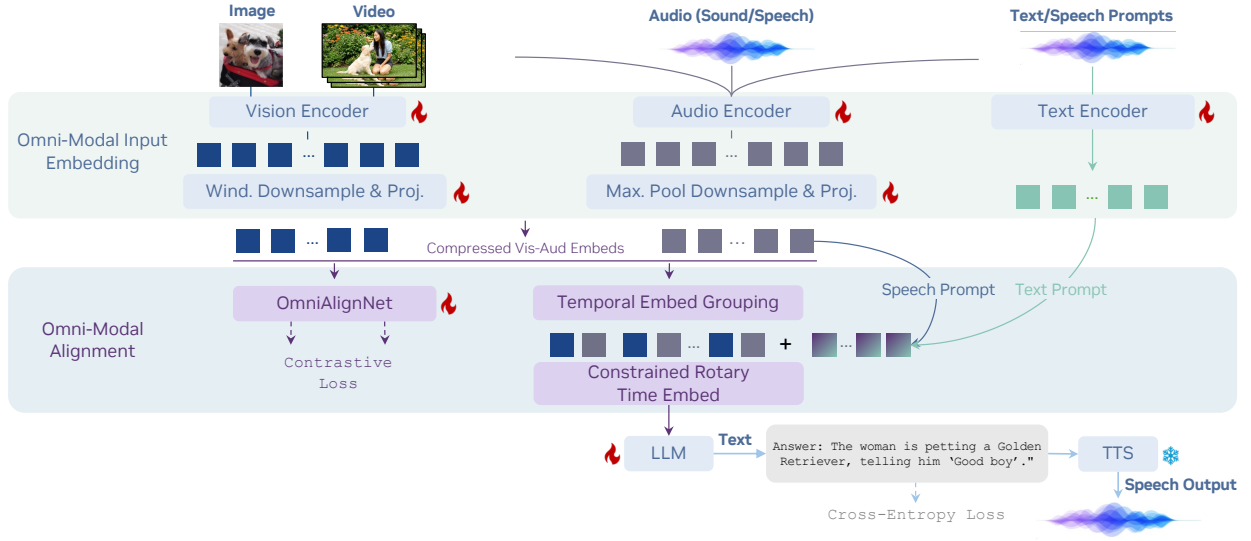 Image
Video
Audio (Sound/Speech)
Text/Speech Prompts
Omni-Modal Input
Embedding
Vision Encoder
Audio Encoder
Text Encoder
...
...
Wind. Downsample & Proj.
Max. Pool Downsample & Proj.
...
...
Compressed Vis-Aud Embeds
...
Omni-Modal
Alignment
OmniAlignNet
Temporal Embed Grouping
Speech Prompt
Text Prompt
Contrastive
Loss
...
+
...
Constrained Rotary
Time Embed
LLM
Text
Answer: The woman is petting a Golden
Retriever, telling him ‘Good boy’."
TTS
Speech Output
Cross-Entropy Loss